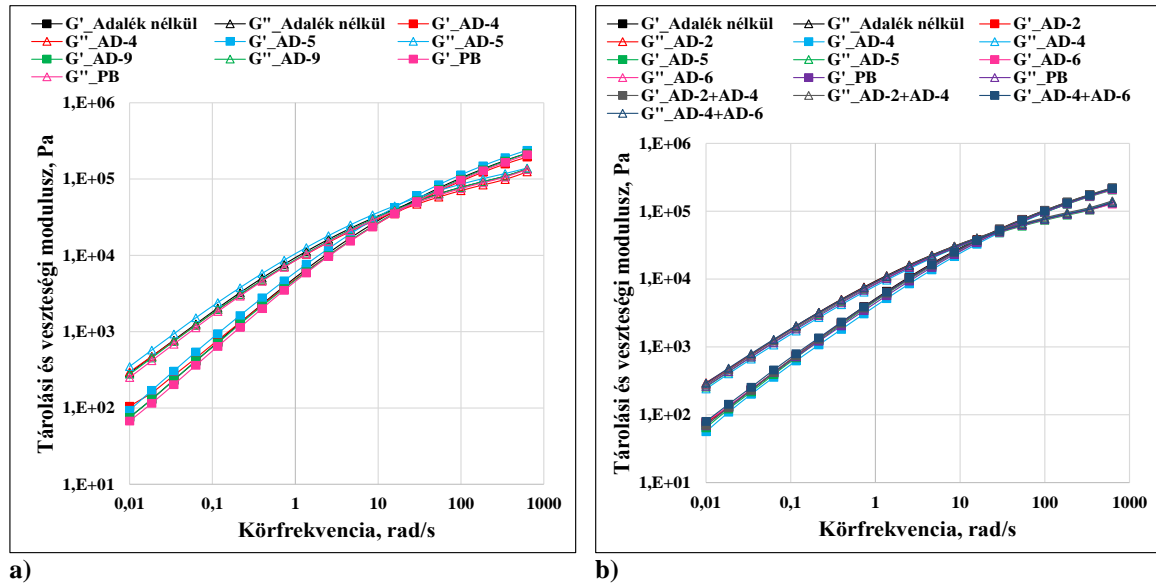 G'_Adalék nélkül G''_Adalék nélkül G'_AD-4
G''_AD-4 G'_AD-5 G''_AD-5
G'_AD-9 G''_AD-9 G'_PB
G''_PB
Tárolási és veszteségi modulusz, Pa
1,E+06
1,E+05
1,E+04
1,E+03
1,E+02
1,E+01
0,01 0,1 1 10 100 1000
Körfrekvencia, rad/s
a)
G'_Adalék nélkül G''_Adalék nélkül G'_AD-2
G''_AD-2 G'_AD-4 G''_AD-4
G'_AD-5 G''_AD-5 G'_AD-6
G''_AD-6 G'_PB G''_PB
G'_AD-2+AD-4 G''_AD-2+AD-4 G'_AD-4+AD-6
G''_AD-4+AD-6
Tárolási és veszteségi modulusz, Pa
1,E+06
1,E+05
1,E+04
1,E+03
1,E+02
1,E+01
0,01 0,1 1 10 100 1000
Körfrekvencia, rad/s
b)